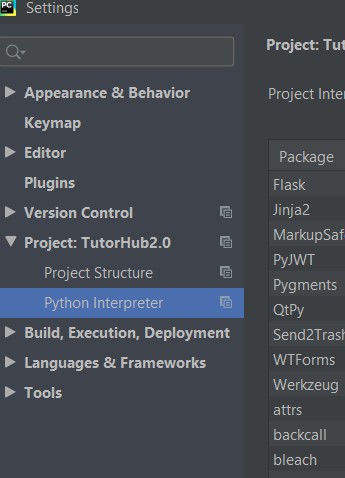 PC
Settings
Appearance & Behavior
Keymap
Editor
Plugins
Version Control
Project: TutorHub2.0
Project Structure
Python Interpreter
Build, Execution, Deployment
Languages & Frameworks
Tools
Project: Tut
Project Inter
Package
Flask
Jinja2
MarkupSaf
PyJWT
Pygments
QtPy
Send2Trash
WTForms
Werkzeug
attrs
backcall
bleach